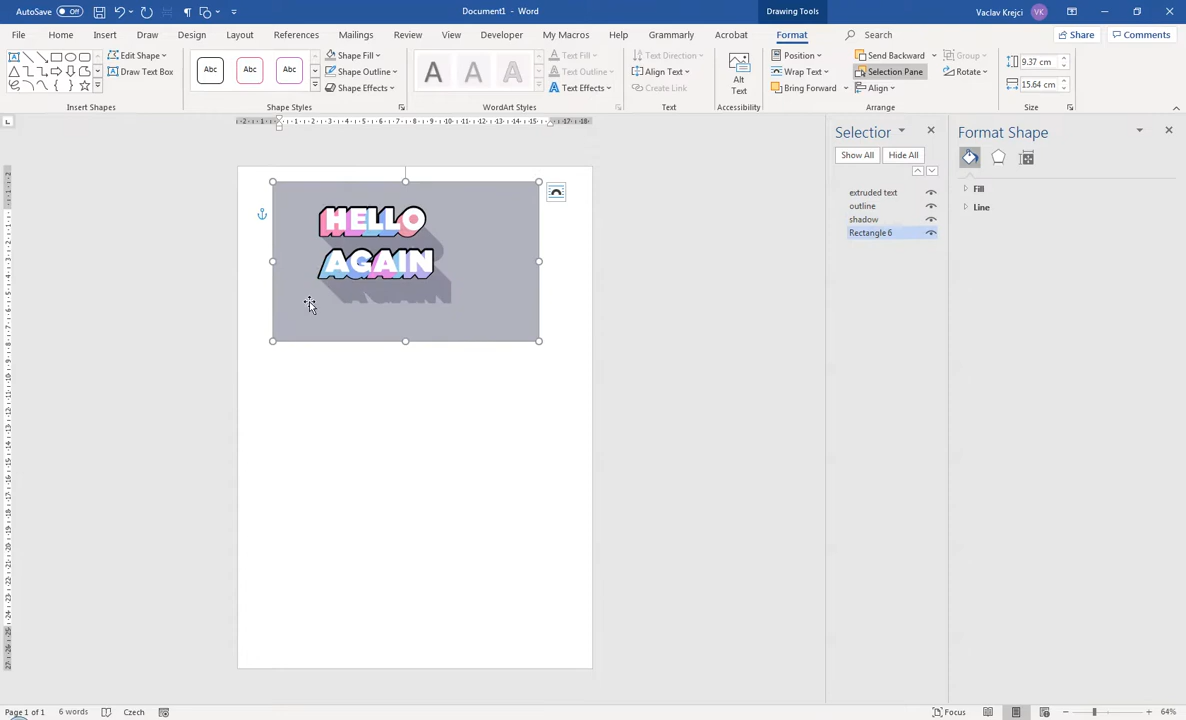 AutoSave Off
Document1 - Word
Drawing Tools
Vaclav Krejci VK
File Home Insert Draw Design Layout References Mailings Review View Developer My Macros Help Grammarly Acrobat Format Search Share Comments
Edit Shape
Draw Text Box
Insert Shapes
Abc Abc Abc
Shape Fill
Shape Outline
Shape Effects
Shape Styles
A A A
Text Fill
Text Outline
Text Effects
WordArt Styles
Text Direction
Align Text
Create Link
Text
Alt
Text
Accessibility
Position
Wrap Text
Bring Forward
Send Backward
Selection Pane
Align
Group
Rotate
Arrange
9.37 cm
15.64 cm
Size
Selection
Show All Hide All
extruded text
outline
shadow
Rectangle 6
Format Shape
Fill
Line
HELLO
AGAIN
Page 1 of 1 6 words Czech Focus 64%